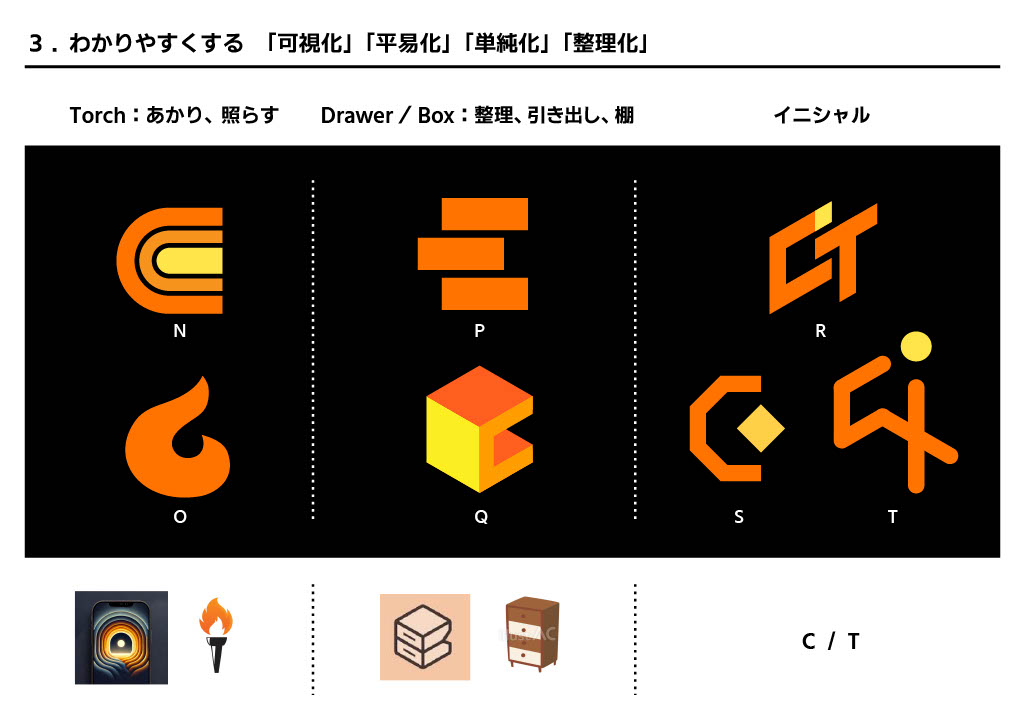 3．わかりやすくする　「可視化」「平易化」「単純化」「整理化」
Torch：あかり、照らす
Drawer / Box：整理、引き出し、棚
イニシャル
N
P
R
O
Q
S
T
C / T